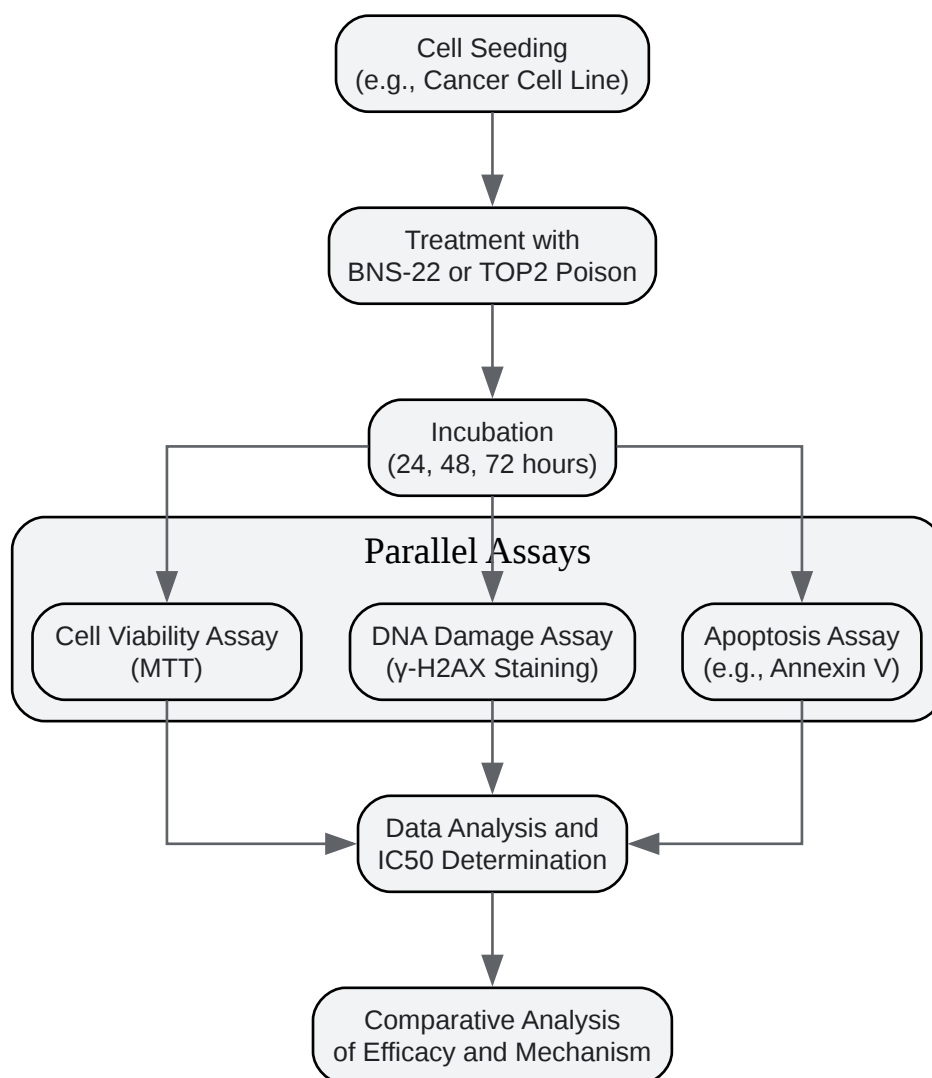 Cell Seeding
(e.g., Cancer Cell Line)
Treatment with
BNS-22 or TOP2 Poison
Incubation
(24, 48, 72 hours)
Parallel Assays
Cell Viability Assay
(MTT)
DNA Damage Assay
(γ-H2AX Staining)
Apoptosis Assay
(e.g., Annexin V)
Data Analysis and
IC50 Determination
Comparative Analysis
of Efficacy and Mechanism